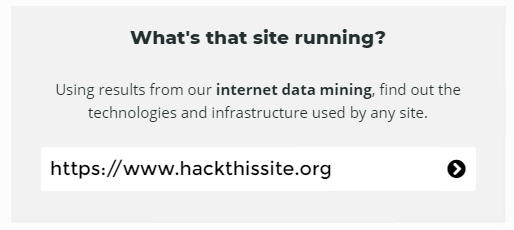 What's that site running?
Using results from our internet data mining, find out the
technologies and infrastructure used by any site.
https://www.hackthissite.org